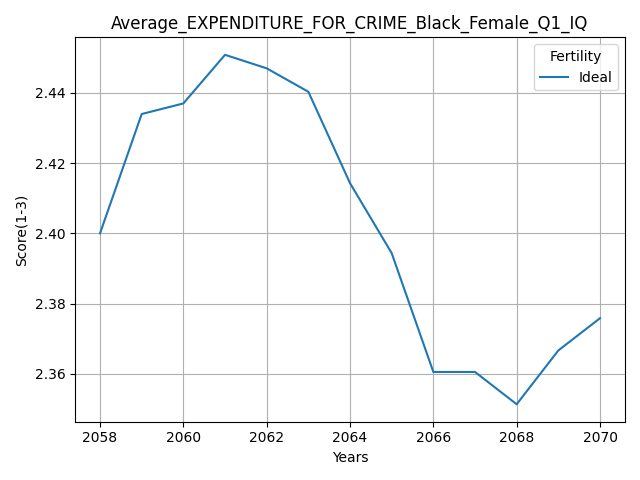 Average_EXPENDITURE_FOR_CRIME_Black_Female_Q1_IQ
Fertility
Ideal
2.44
2.42
2.40
2.38
2.36
Score(1-3)
2058 2060 2062 2064 2066 2068 2070
Years